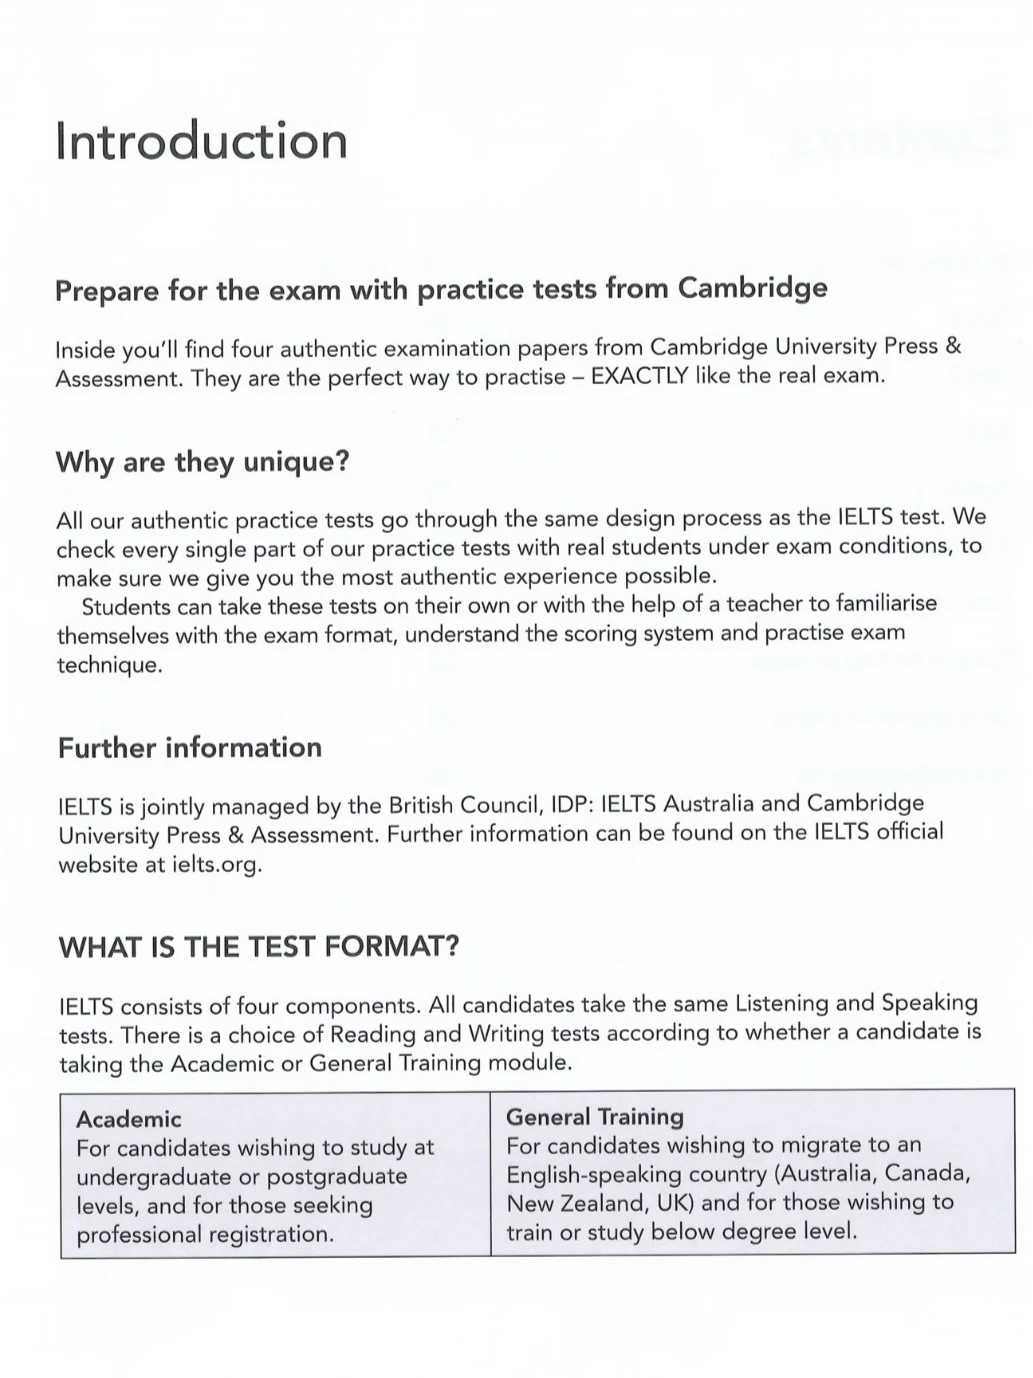 Introduction
Prepare for the exam with practice tests from Cambridge
Inside you'll find four authentic examination papers from Cambridge University Press &
Assessment. They are the perfect way to practise – EXACTLY like the real exam.
Why are they unique?
All our authentic practice tests go through the same design process as the IELTS test. We
check every single part of our practice tests with real students under exam conditions, to
make sure we give you the most authentic experience possible.
Students can take these tests on their own or with the help of a teacher to familiarise
themselves with the exam format, understand the scoring system and practise exam
technique.
Further information
IELTS is jointly managed by the British Council, IDP: IELTS Australia and Cambridge
University Press & Assessment. Further information can be found on the IELTS official
website at ielts.org.
WHAT IS THE TEST FORMAT?
IELTS consists of four components. All candidates take the same Listening and Speaking
tests. There is a choice of Reading and Writing tests according to whether a candidate is
taking the Academic or General Training module.
Academic
For candidates wishing to study at
undergraduate or postgraduate
levels, and for those seeking
professional registration.
General Training
For candidates wishing to migrate to an
English-speaking country (Australia, Canada,
New Zealand, UK) and for those wishing to
train or study below degree level.